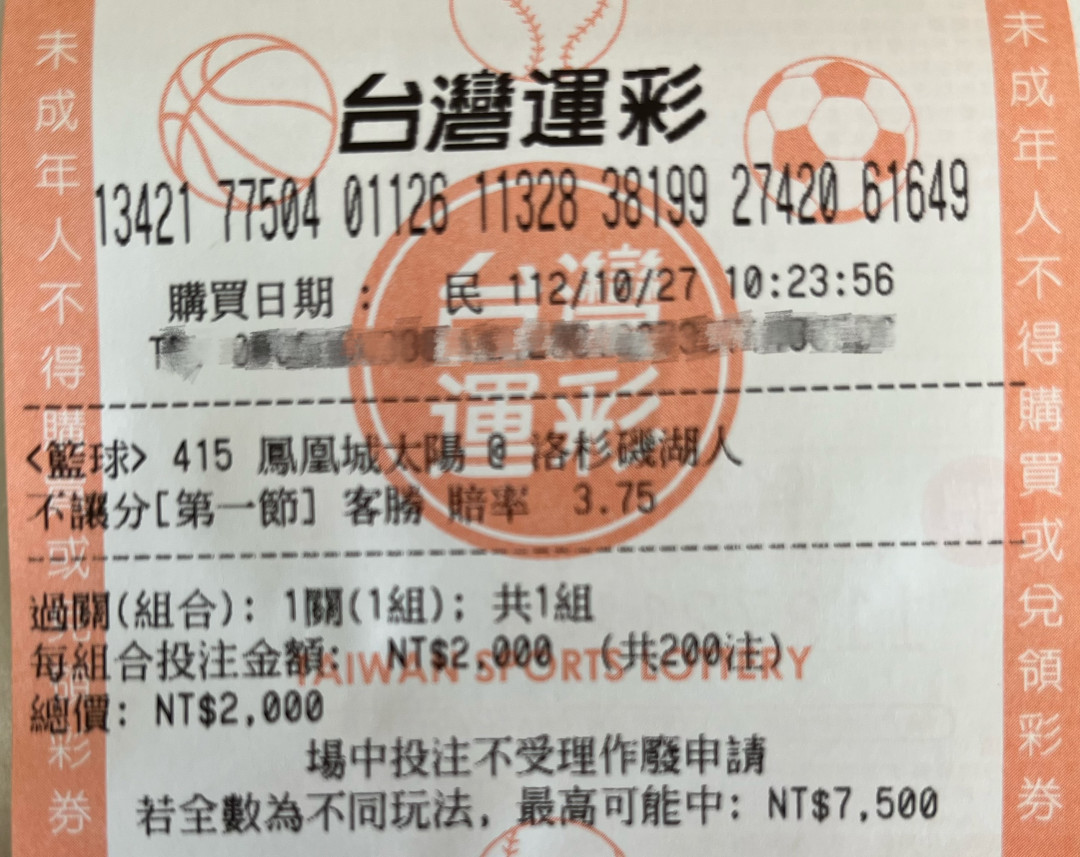 台灣運彩
13421 77504 01126 11328 38199 27420 61649
購買日期： 民 112/10/27 10:23:56
台灣
運彩
<籃球> 415 鳳凰城太陽 @ 洛杉磯湖人
不讓分[第一節] 客勝 賠率 3.75
過關(組合): 1關(1組); 共1組
每組合投注金額: NT$2,000 (共200注)
TAIWAN SPORTS LOTTERY
總價: NT$2,000
場中投注不受理作廢申請
若全數為不同玩法, 最高可能中: NT$7,500
未成年人不得購買或兌領彩券
未成年人不得購買或兌領彩券